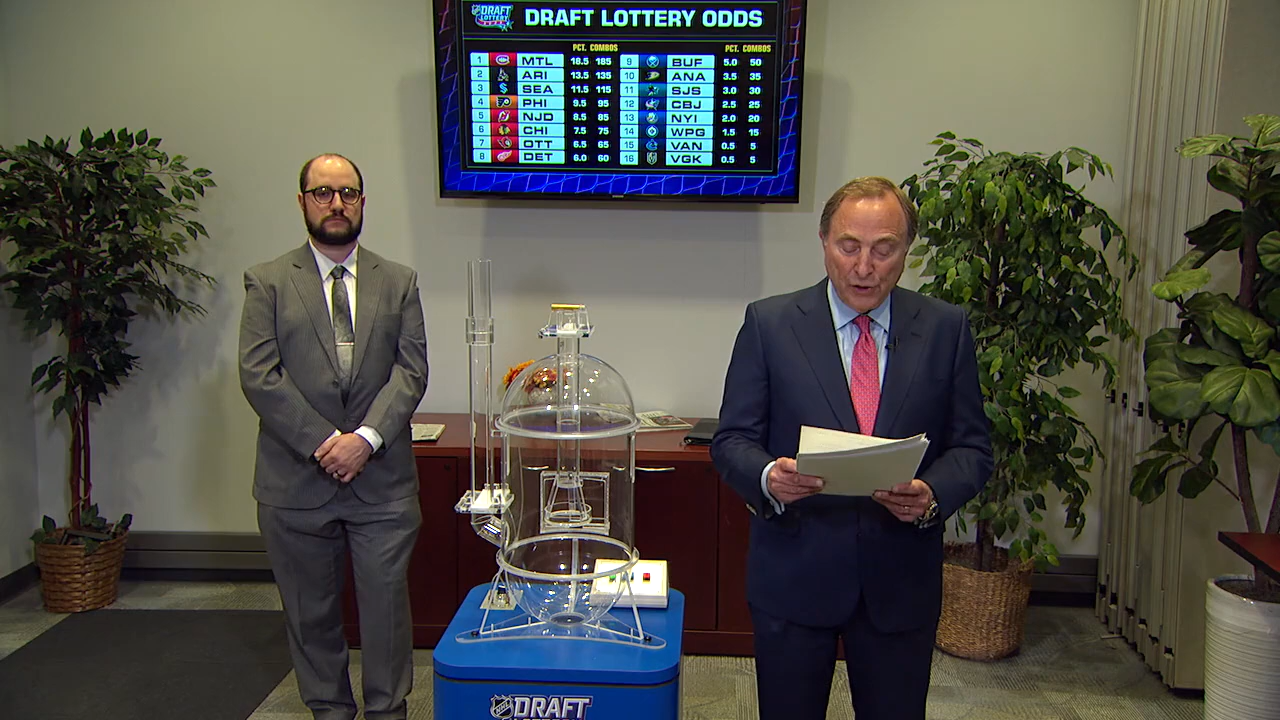 DRAFT LOTTERY DRAFT LOTTERY ODDS
PCT. COMBOS PCT. COMBOS
1 MTL 18.5 185 9 BUF 5.0 50
2 ARI 13.5 135 10 ANA 3.5 35
3 SEA 11.5 115 11 SJS 3.0 30
4 PHI 9.5 95 12 CBJ 2.5 25
5 NJD 8.5 85 13 NYI 2.0 20
6 CHI 7.5 75 14 WPG 1.5 15
7 OTT 6.5 65 15 VAN 0.5 5
8 DET 6.0 60 16 VGK 0.5 5
NHL DRAFT
LOTTERY